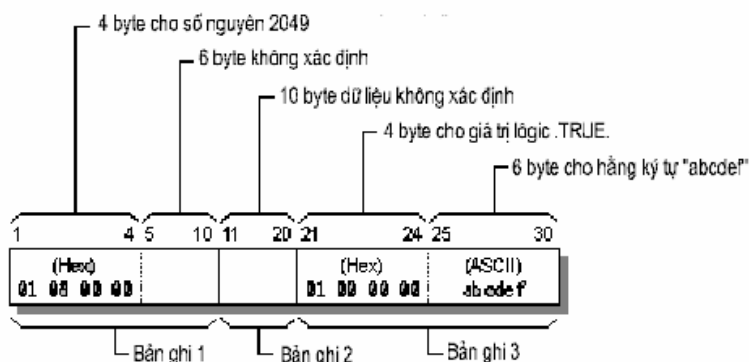 4 byte cho số nguyên 2049
6 byte không xác định
10 byte dữ liệu không xác định
4 byte cho giá trị lôgic .TRUE.
6 byte cho hằng ký tự "abcdef"
1 4 5 10 11 20 21 24 25 30
(Hex) (Hex) (ASCII)
01 08 00 00 01 00 00 00 abcdef
Bản ghi 1 Bản ghi 2 Bản ghi 3